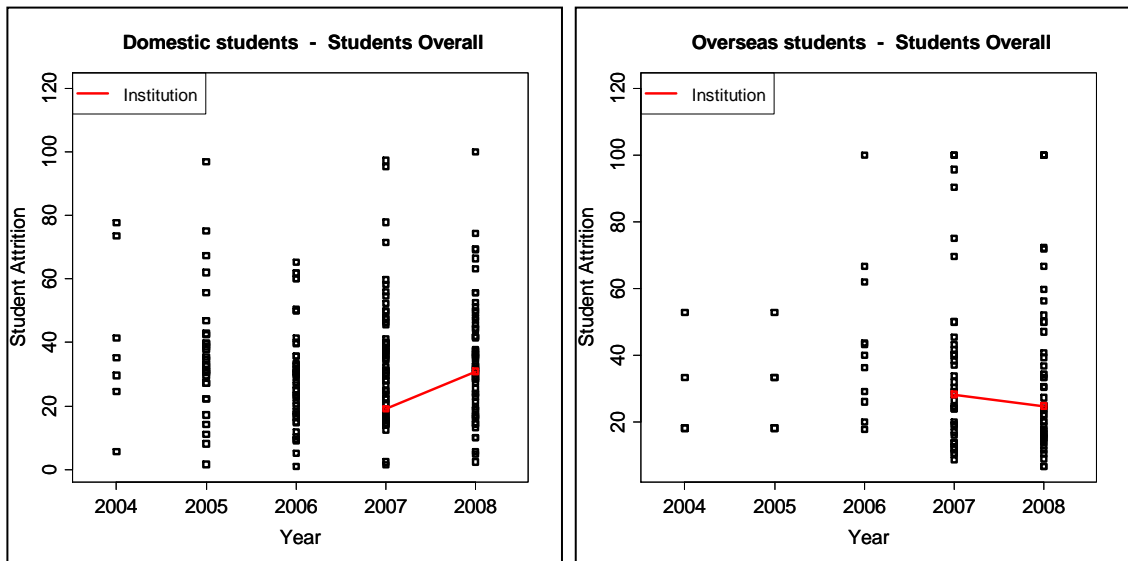 Domestic students - Students Overall
Institution
120
100
80
60
40
20
0
Student Attrition
2004 2005 2006 2007 2008
Year
Overseas students - Students Overall
Institution
120
100
80
60
40
20
Student Attrition
2004 2005 2006 2007 2008
Year